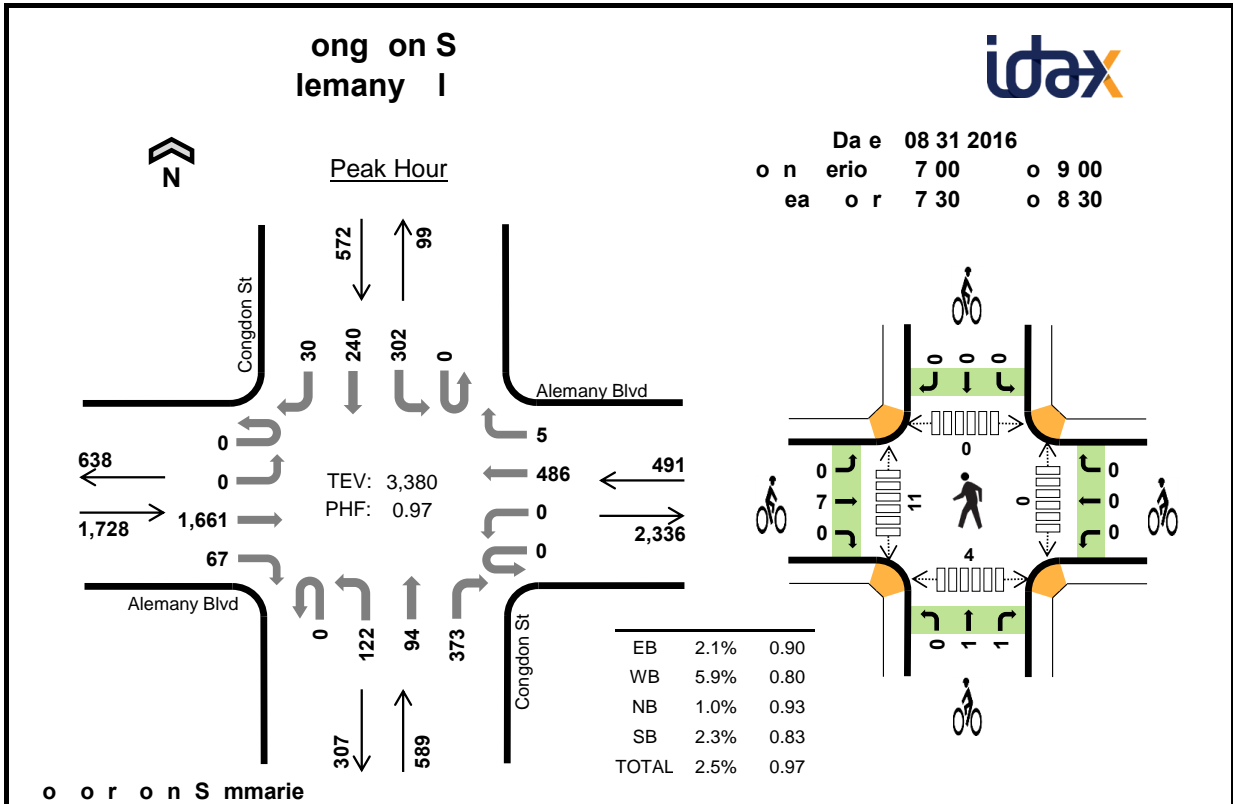 ong on S
lemany l
idax
N
Peak Hour
Da e 08 31 2016
o n erio 7 00 o 9 00
ea o r 7 30 o 8 30
572
99
Congdon St
30
240
302
0
Alemany Blvd
0
5
638
0
TEV: 3,380
486
491
1,728
1,661
PHF: 0.97
0
2,336
67
0
Alemany Blvd
0
122
94
373
Congdon St
307
589
EB 2.1% 0.90
WB 5.9% 0.80
NB 1.0% 0.93
SB 2.3% 0.83
TOTAL 2.5% 0.97
0 0 0
0
0
7
0
11
0
0
0
0
4
0 1 1
o o r o n S mmarie